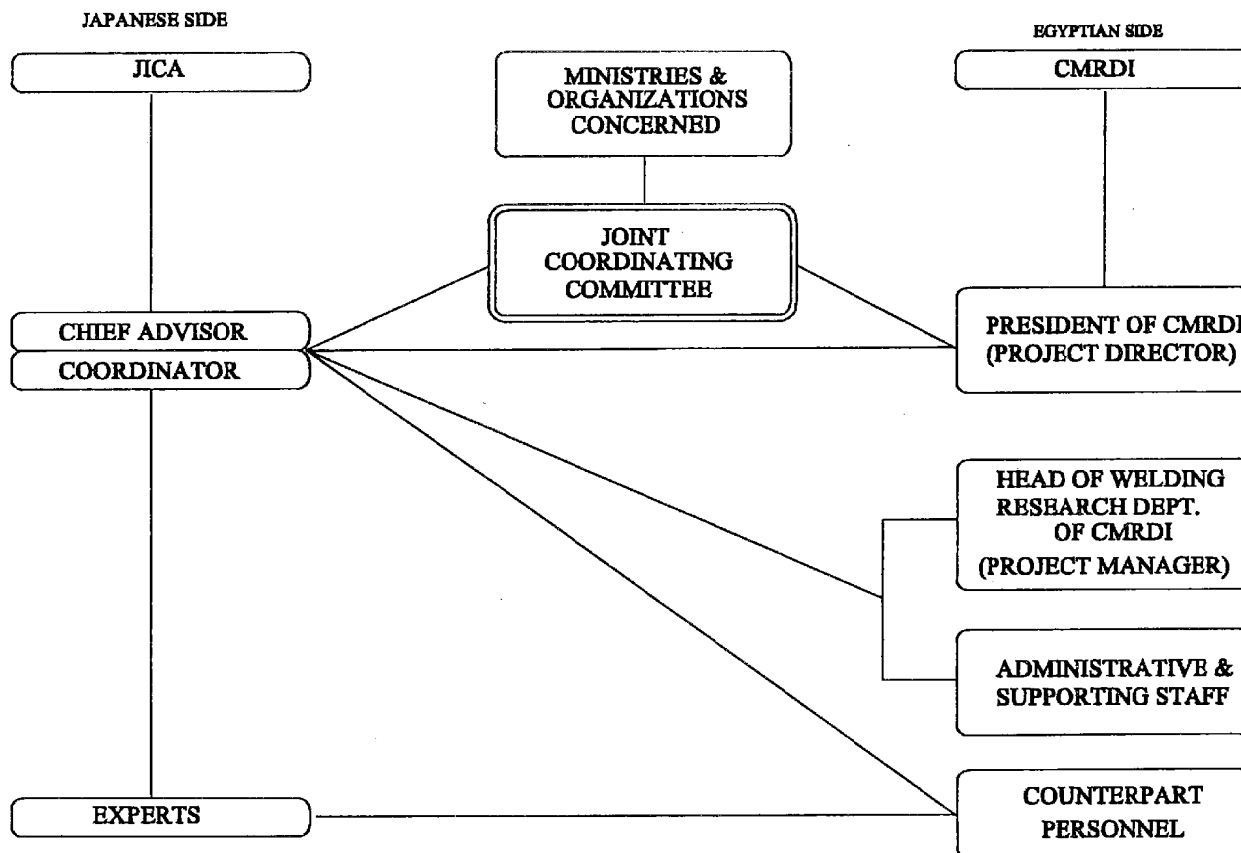 JAPANESE SIDE
EGYPTIAN SIDE
JICA
MINISTRIES &
ORGANIZATIONS
CONCERNED
CMRDI
JOINT
COORDINATING
COMMITTEE
CHIEF ADVISOR
COORDINATOR
PRESIDENT OF CMRDI
(PROJECT DIRECTOR)
HEAD OF WELDING
RESEARCH DEPT.
OF CMRDI
(PROJECT MANAGER)
ADMINISTRATIVE &
SUPPORTING STAFF
EXPERTS
COUNTERPART
PERSONNEL